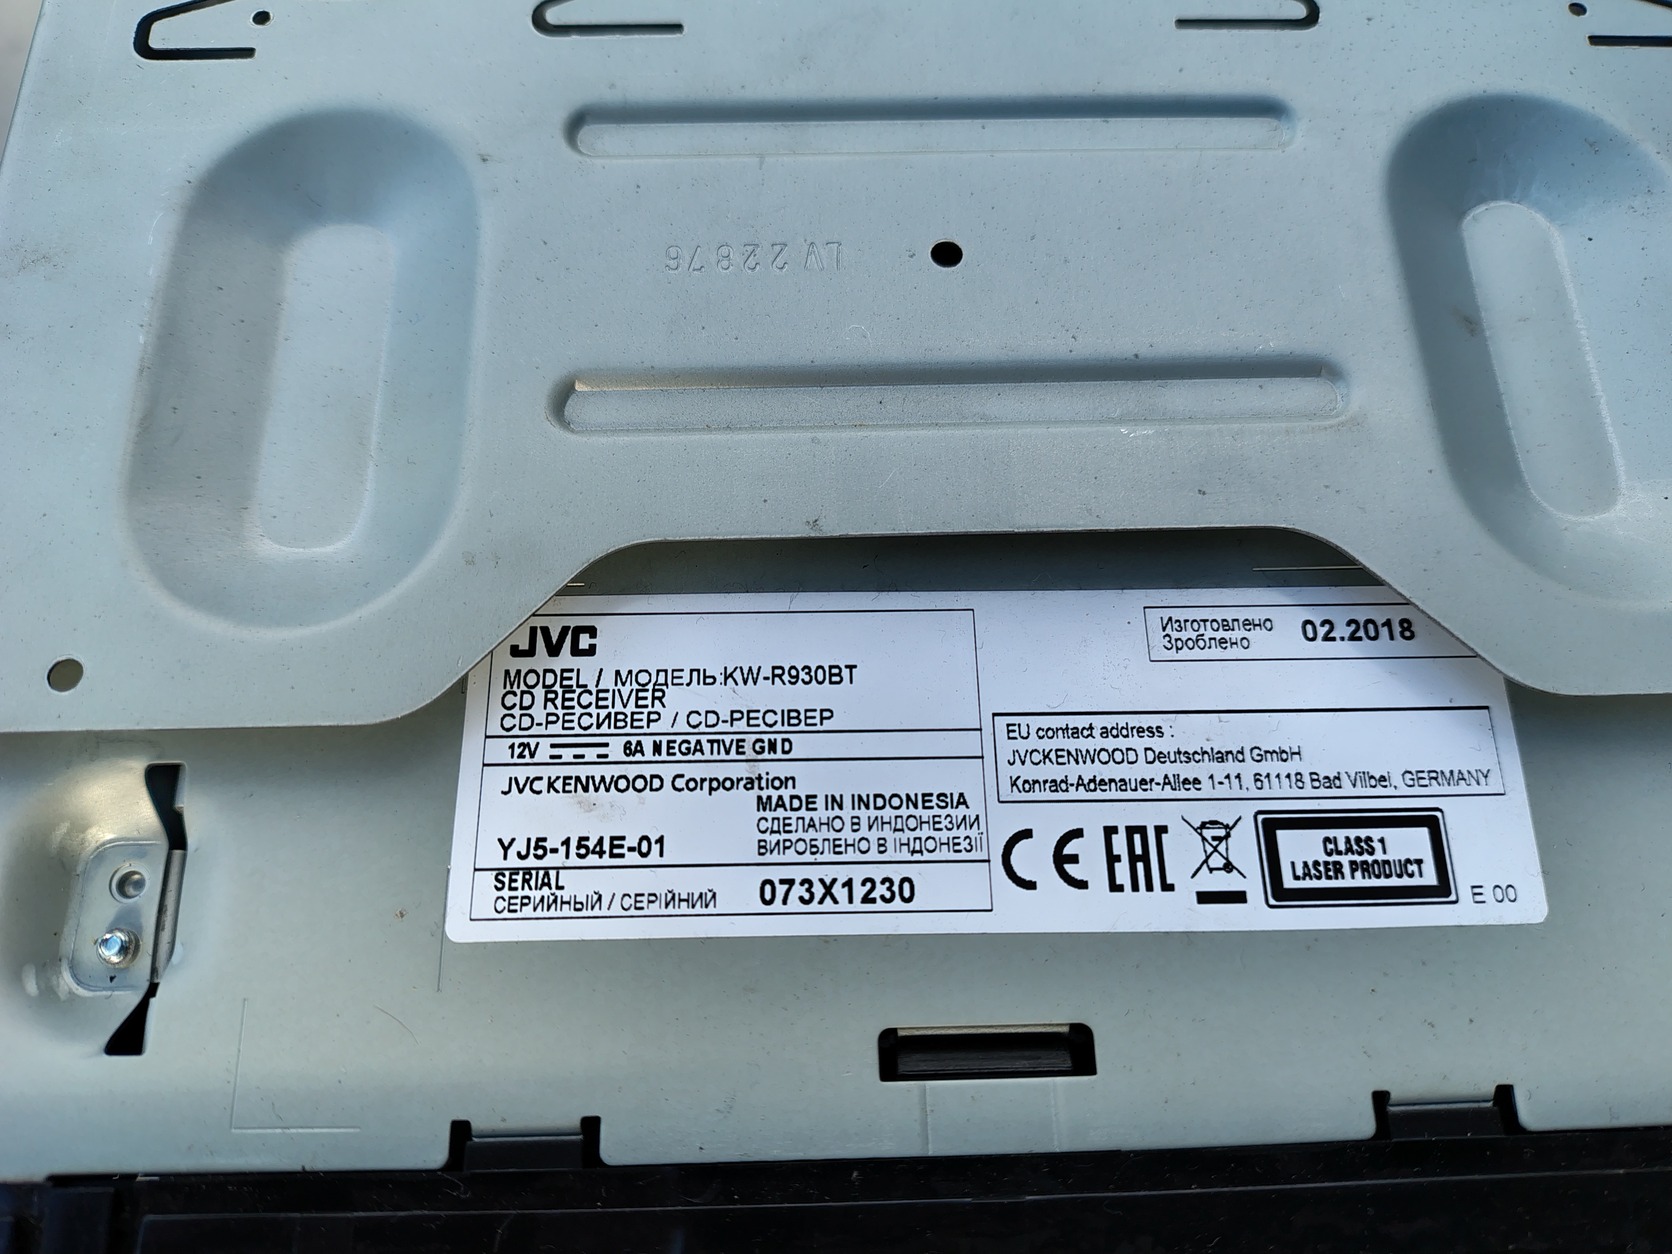 LV 22876
JVC
MODEL / МОДЕЛЬ:KW-R930BT
CD RECEIVER
CD-РЕСИВЕР / CD-РЕСІВЕР
12V 6A NEGATIVE GND
JVCKENWOOD Corporation
MADE IN INDONESIA
СДЕЛАНО В ИНДОНЕЗИИ
ВИРОБЛЕНО В ІНДОНЕЗІЇ
YJ5-154E-01
SERIAL
СЕРИЙНЫЙ / СЕРІЙНИЙ
073X1230
Изготовлено
Зроблено
02.2018
EU contact address :
JVCKENWOOD Deutschland GmbH
Konrad-Adenauer-Allee 1-11, 61118 Bad Vilbel, GERMANY
CE EAC
CLASS 1
LASER PRODUCT
E 00